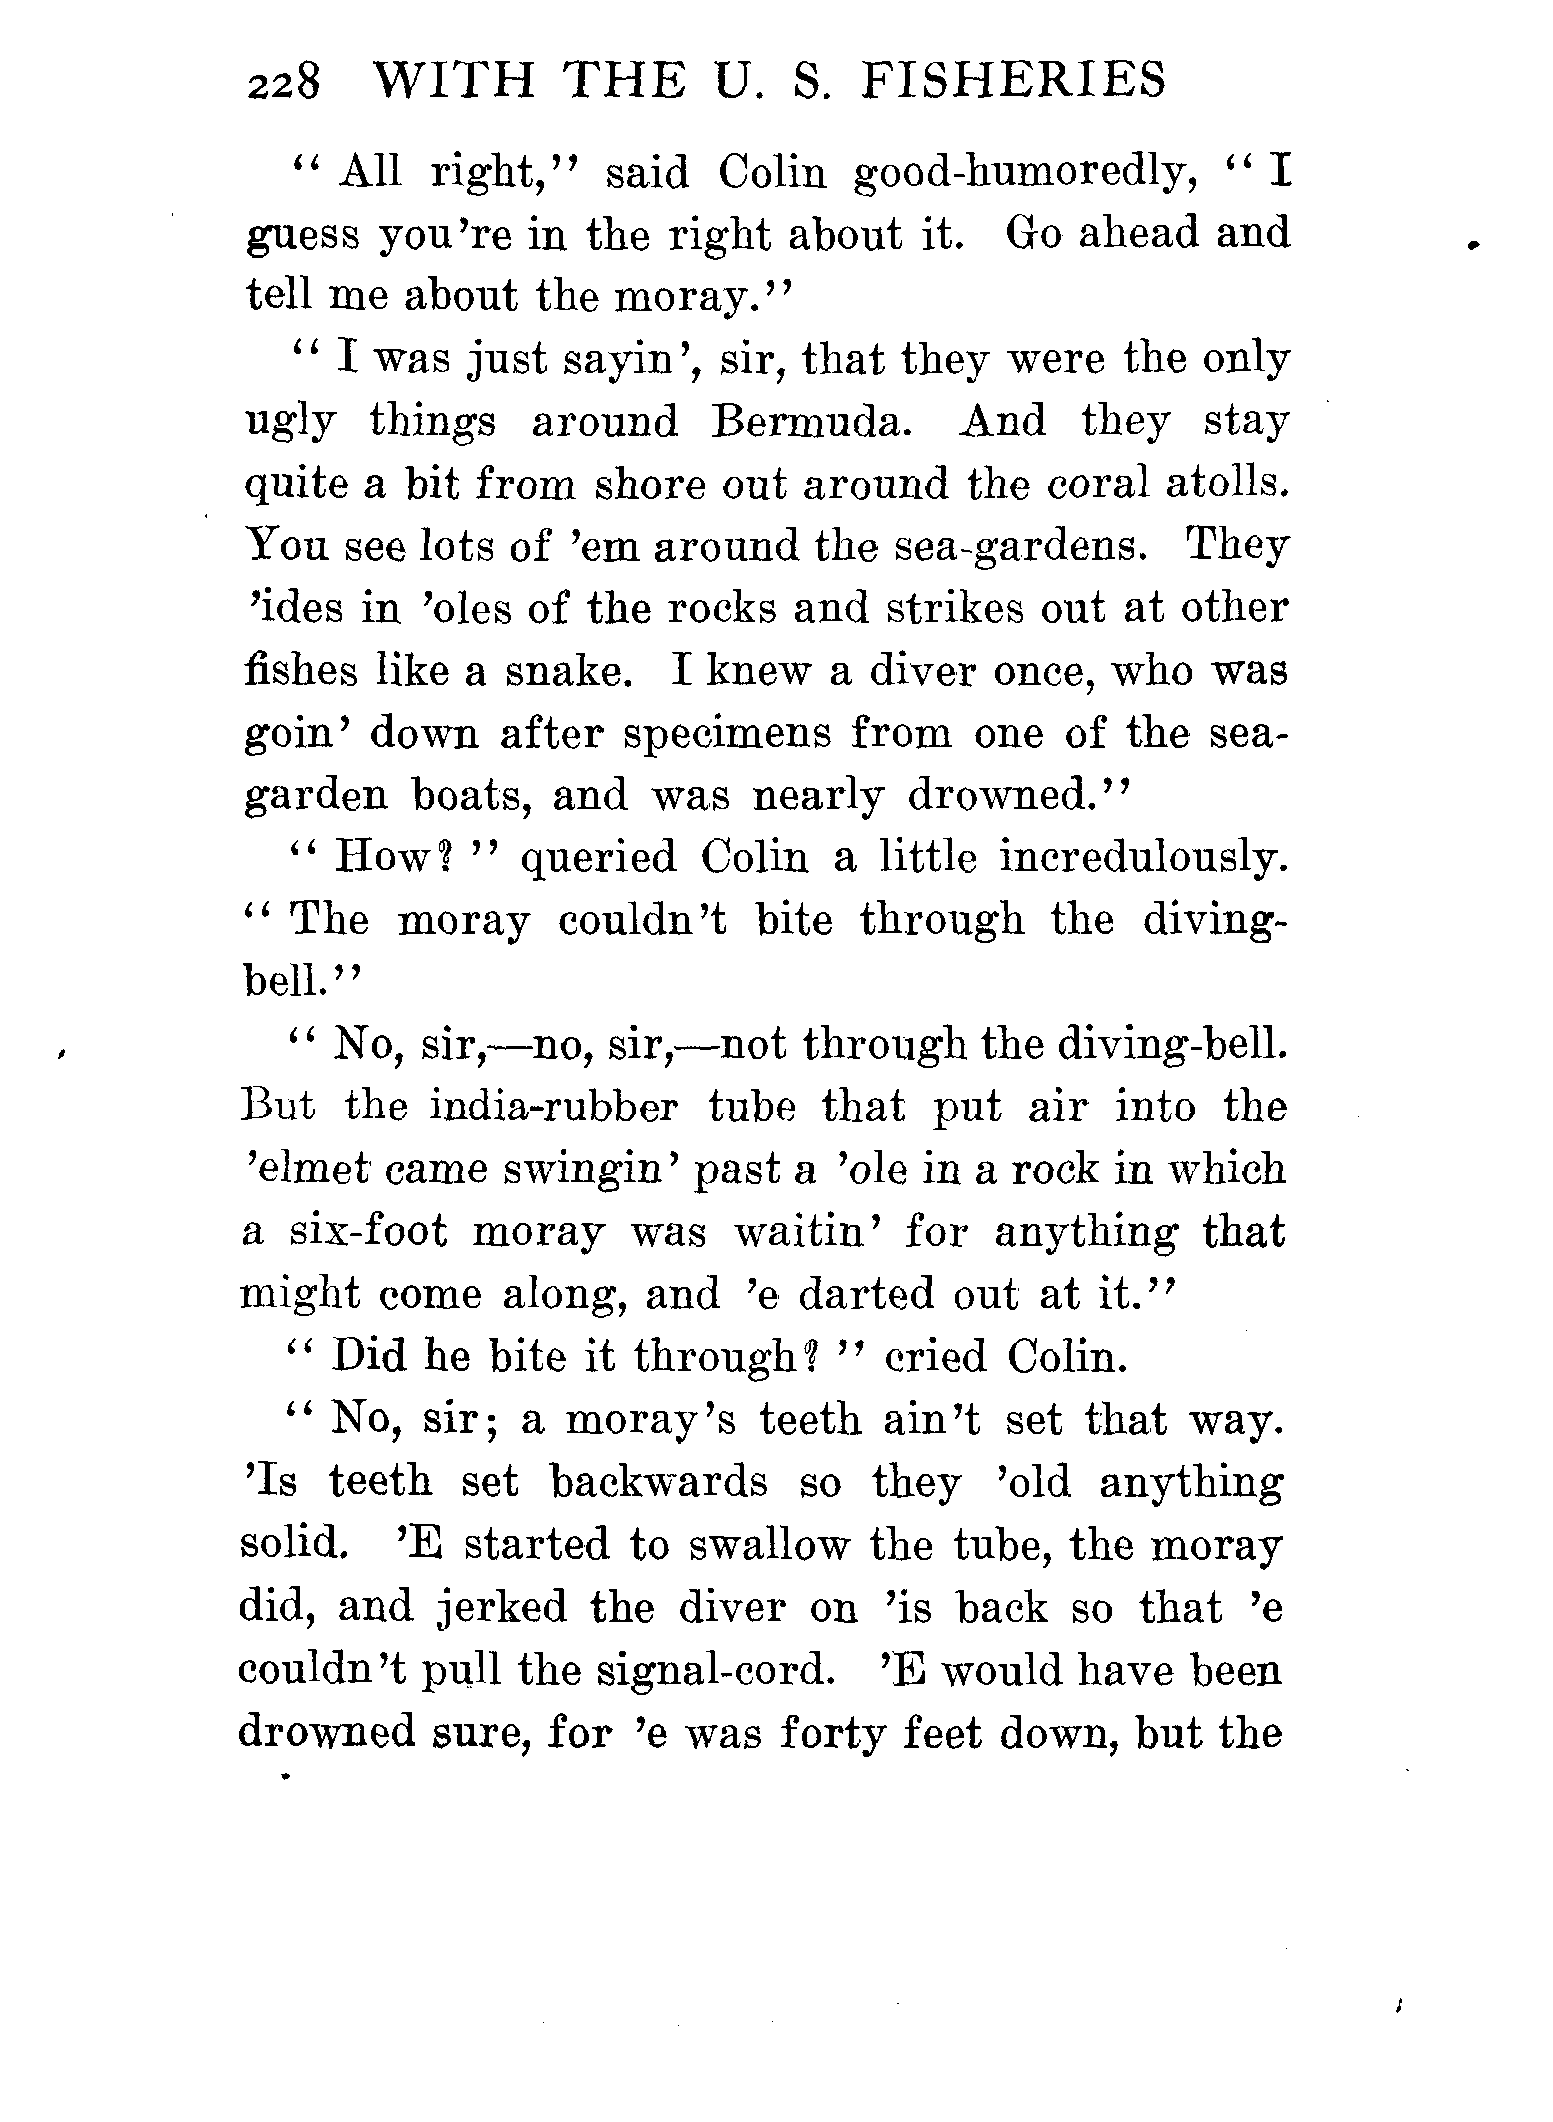 228 WITH THE U. S. FISHERIES
“ All right,” said Colin good-humoredly, “ I
guess you’re in the right about it. Go ahead and
tell me about the moray.”
“ I was just sayin’, sir, that they were the only
ugly things around Bermuda. And they stay
quite a bit from shore out around the coral atolls.
You see lots of ’em around the sea-gardens. They
’ides in ’oles of the rocks and strikes out at other
fishes like a snake. I knew a diver once, who was
goin’ down after specimens from one of the sea-
garden boats, and was nearly drowned.”
“ How? ” queried Colin a little incredulously.
“ The moray couldn’t bite through the diving-
bell.”
“ No, sir,—no, sir,—not through the diving-bell.
But the india-rubber tube that put air into the
’elmet came swingin’ past a ’ole in a rock in which
a six-foot moray was waitin’ for anything that
might come along, and ’e darted out at it.”
“ Did he bite it through? ” cried Colin.
“ No, sir; a moray’s teeth ain’t set that way.
’Is teeth set backwards so they ’old anything
solid. ’E started to swallow the tube, the moray
did, and jerked the diver on ’is back so that ’e
couldn’t pull the signal-cord. ’E would have been
drowned sure, for ’e was forty feet down, but the